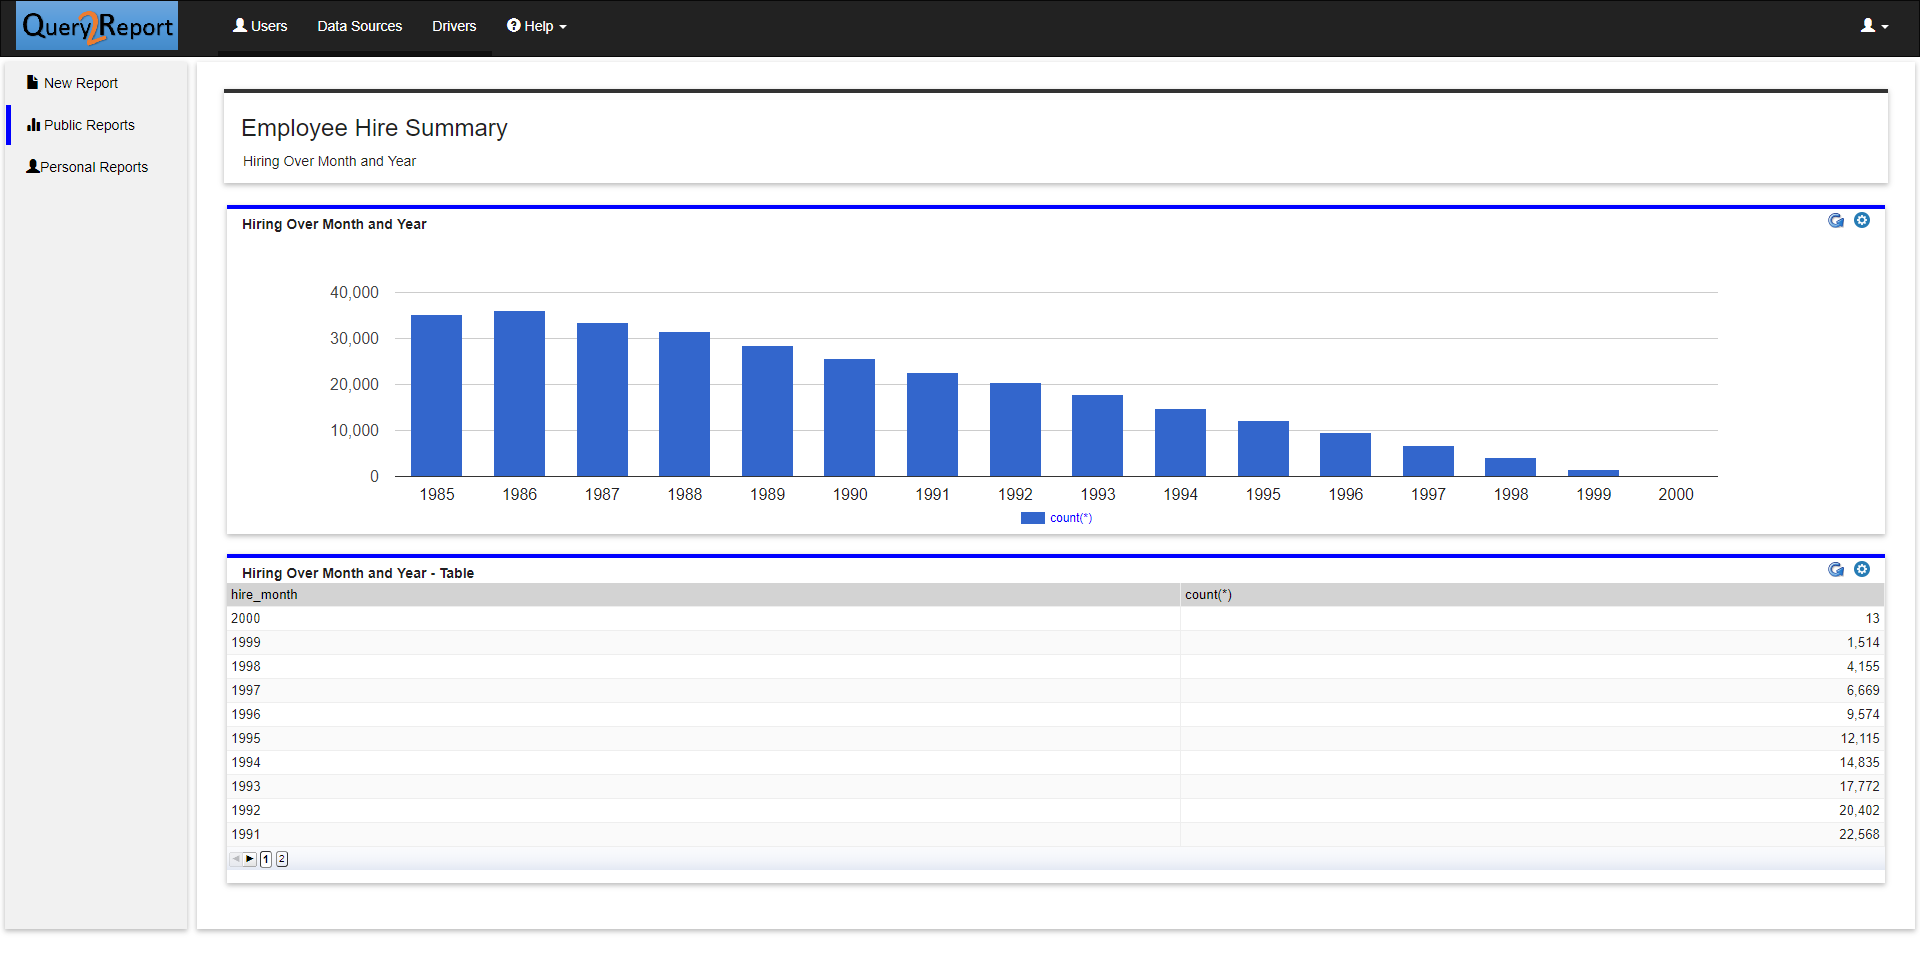 Query2Report Users Data Sources Drivers Help
New Report
Public Reports
Personal Reports
Employee Hire Summary
Hiring Over Month and Year
Hiring Over Month and Year
40,000
30,000
20,000
10,000
0
1985 1986 1987 1988 1989 1990 1991 1992 1993 1994 1995 1996 1997 1998 1999 2000
count(*)
Hiring Over Month and Year - Table
hire_month count(*)
2000 13
1999 1,514
1998 4,155
1997 6,669
1996 9,574
1995 12,115
1994 14,835
1993 17,772
1992 20,402
1991 22,568
1 2